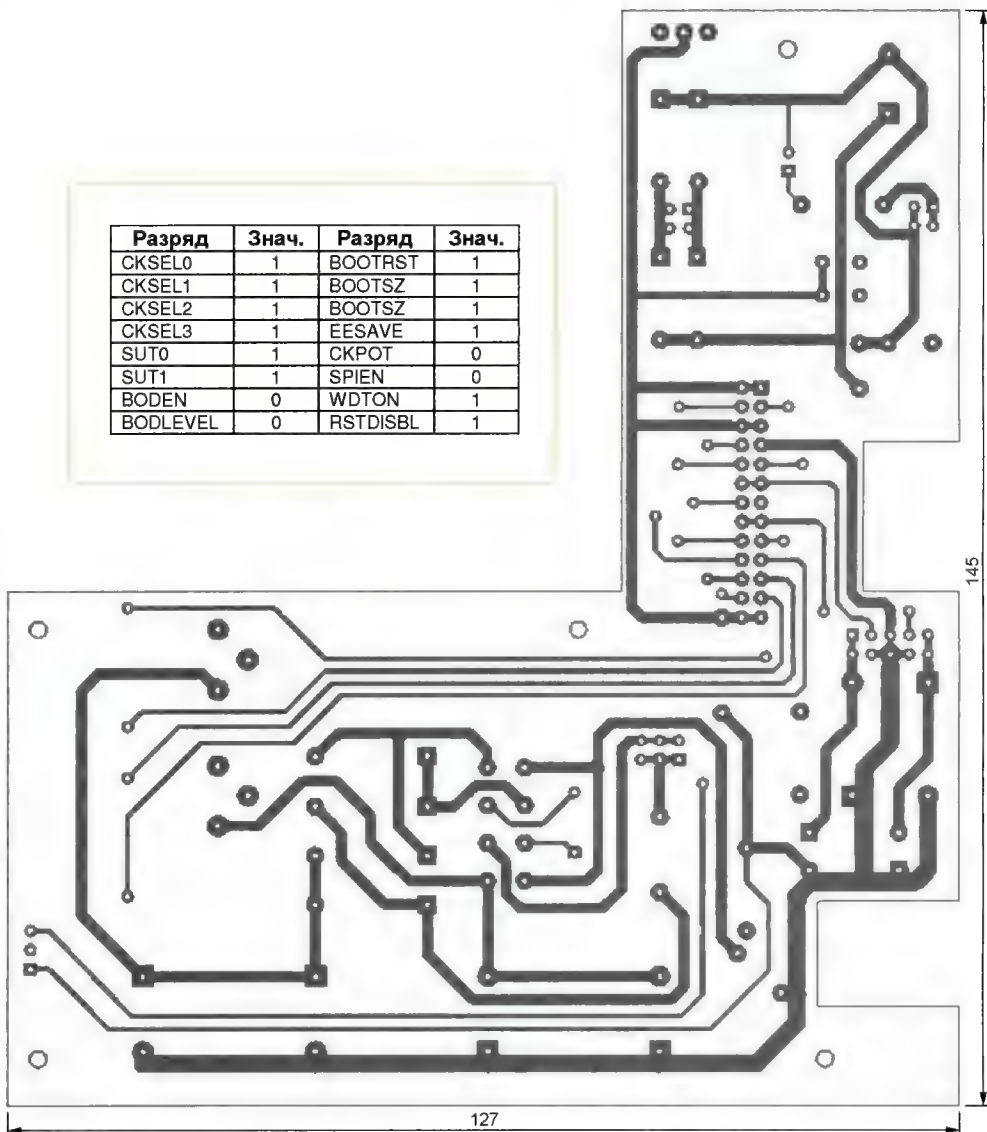 Разряд Знач. Разряд Знач.
CKSEL0 1 BOOTRST 1
CKSEL1 1 BOOTSZ 1
CKSEL2 1 BOOTSZ 1
CKSEL3 1 EESAVE 1
SUT0 1 CKPOT 0
SUT1 1 SPIEN 0
BODEN 0 WDTON 1
BODLEVEL 0 RSTDISBL 1
145
127